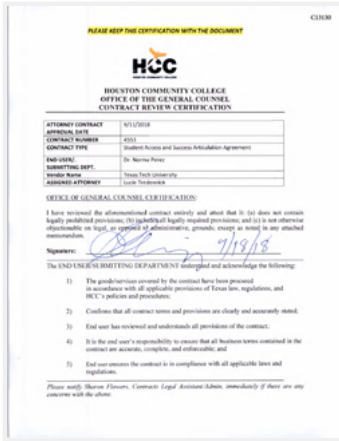 C13130
PLEASE KEEP THIS CERTIFICATION WITH THE DOCUMENT
HCC
HOUSTON COMMUNITY COLLEGE
HOUSTON COMMUNITY COLLEGE
OFFICE OF THE GENERAL COUNSEL
CONTRACT REVIEW CERTIFICATION
ATTORNEY CONTRACT APPROVAL DATE 9/11/2018
CONTRACT NUMBER 4551
CONTRACT TYPE Student Access and Success Articulation Agreement
END USER/ SUBMITTING DEPT. Dr. Norma Perez
Vendor Name Texas Tech University
ASSIGNED ATTORNEY Lucie Tredennick
OFFICE OF GENERAL COUNSEL CERTIFICATION:
I have reviewed the aforementioned contract entirely and attest that it: (a) does not contain
legally prohibited provisions; (b) includes all legally required provisions; and (c) is not otherwise
objectionable on legal, as opposed to administrative, grounds; except as noted in any attached
memorandum.
Signature: 9/18/18
The END USER/SUBMITTING DEPARTMENT understand and acknowledge the following:
1) The goods/services covered by the contract have been procured
in accordance with all applicable provisions of Texas law, regulations, and
HCC's policies and procedures;
2) Confirms that all contract terms and provisions are clearly and accurately stated;
3) End user has reviewed and understands all provisions of the contract;
4) It is the end user's responsibility to ensure that all business terms contained in the
contract are accurate, complete, and enforceable; and
5) End user ensures the contract is in compliance with all applicable laws and
regulations.
Please notify Sharon Flowers, Contracts Legal Assistant/Admin, immediately if there are any
concerns with the above.